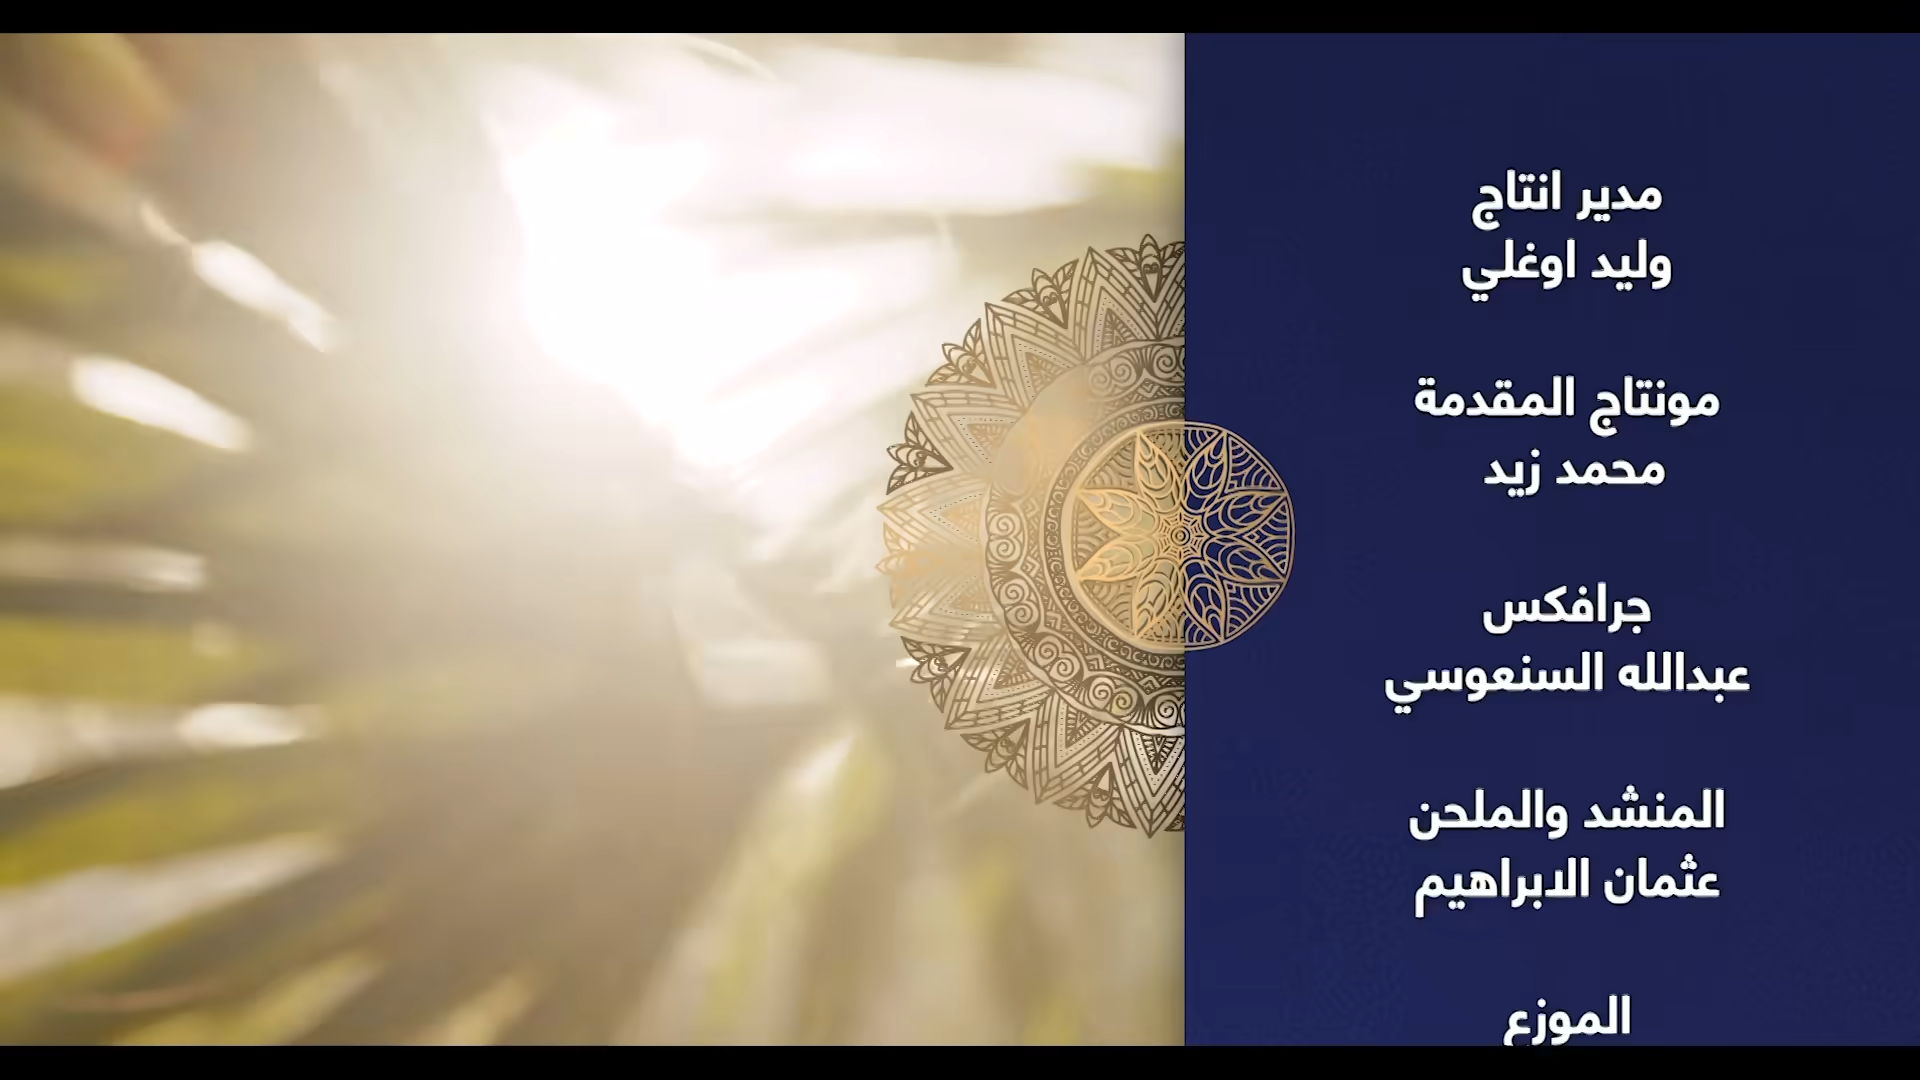 مدير انتاج
وليد اوغلي
مونتاج المقدمة
محمد زيد
جرافكس
عبدالله السنعوسي
المنشد والملحن
عثمان الابراهيم
الموزع